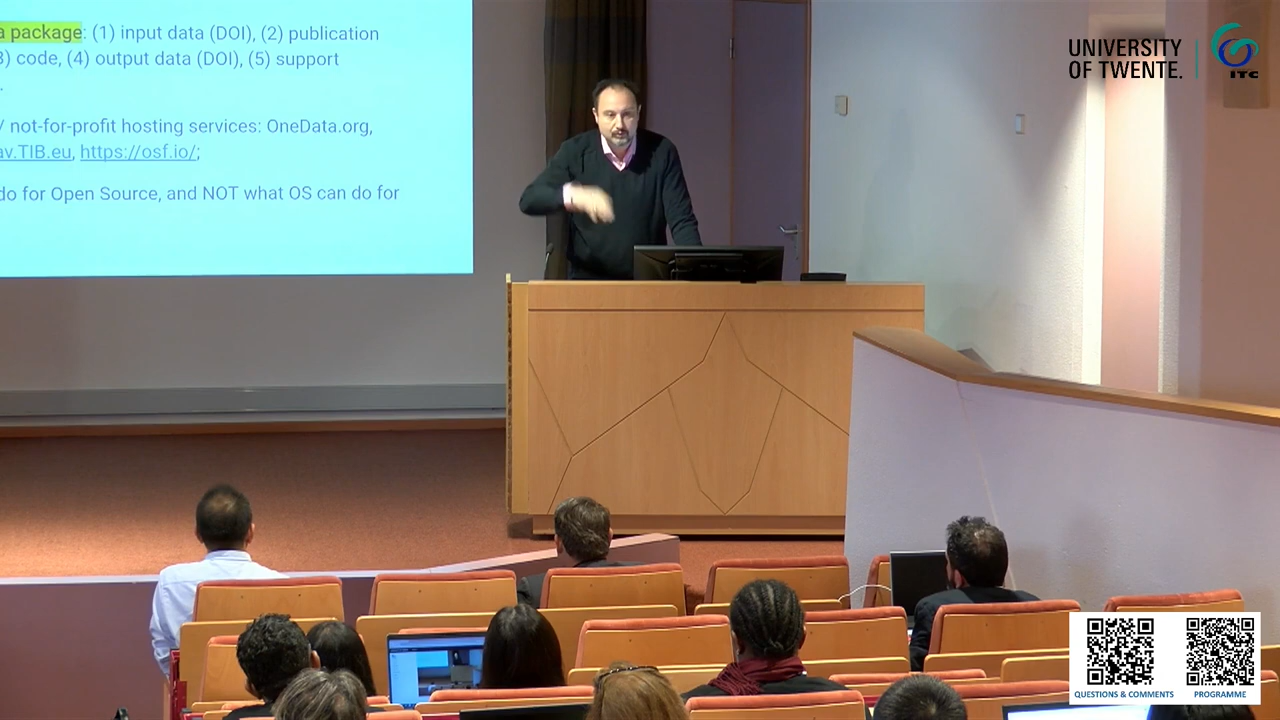 a package: (1) input data (DOI), (2) publication
3) code, (4) output data (DOI), (5) support
.
/ not-for-profit hosting services: OneData.org,
av.TIB.eu, https://osf.io/;
do for Open Source, and NOT what OS can do for
UNIVERSITY
OF TWENTE.
ITC
QUESTIONS & COMMENTS
PROGRAMME